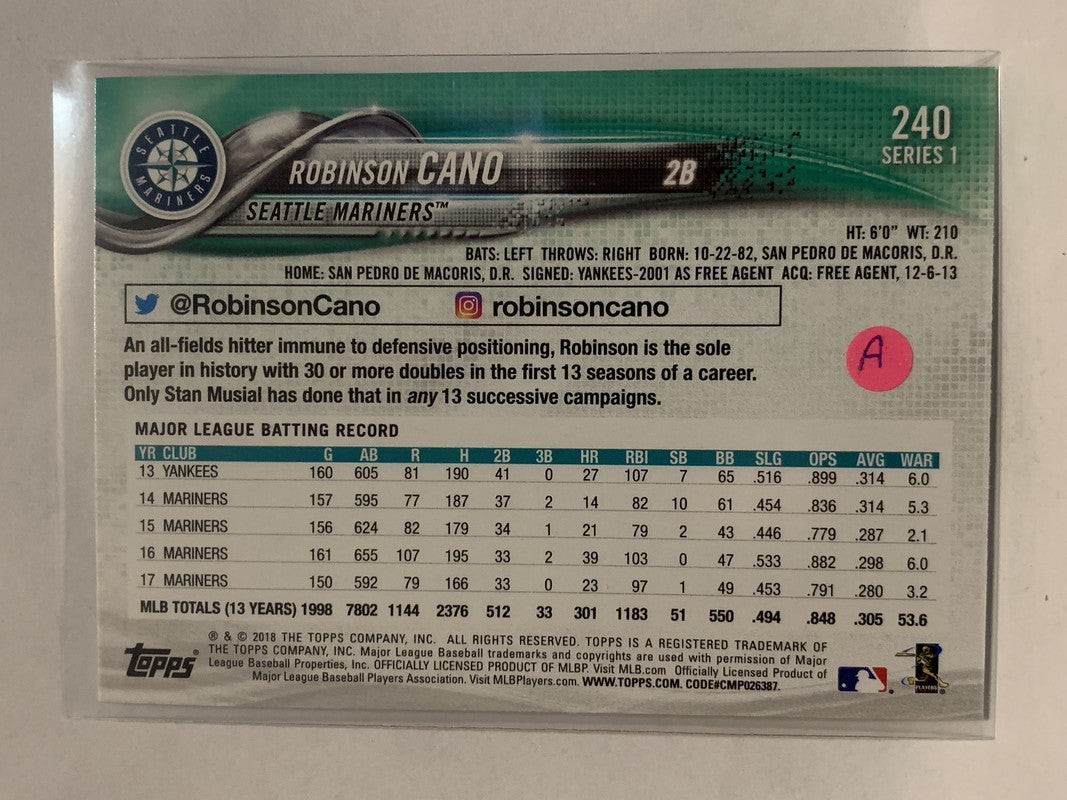 240
SERIES 1
SEATTLE MARINERS
ROBINSON CANO 2B
SEATTLE MARINERS™
HT: 6'0" WT: 210
BATS: LEFT THROWS: RIGHT BORN: 10-22-82, SAN PEDRO DE MACORIS, D.R.
HOME: SAN PEDRO DE MACORIS, D.R. SIGNED: YANKEES-2001 AS FREE AGENT ACQ: FREE AGENT, 12-6-13
@RobinsonCano robinsoncano
An all-fields hitter immune to defensive positioning, Robinson is the sole
player in history with 30 or more doubles in the first 13 seasons of a career.
Only Stan Musial has done that in any 13 successive campaigns.
A
MAJOR LEAGUE BATTING RECORD
YR CLUB G AB R H 2B 3B HR RBI SB BB SLG OPS AVG WAR
13 YANKEES 160 605 81 190 41 0 27 107 7 65 .516 .899 .314 6.0
14 MARINERS 157 595 77 187 37 2 14 82 10 61 .454 .836 .314 5.3
15 MARINERS 156 624 82 179 34 1 21 79 2 43 .446 .779 .287 2.1
16 MARINERS 161 655 107 195 33 2 39 103 0 47 .533 .882 .298 6.0
17 MARINERS 150 592 79 166 33 0 23 97 1 49 .453 .791 .280 3.2
MLB TOTALS (13 YEARS) 1998 7802 1144 2376 512 33 301 1183 51 550 .494 .848 .305 53.6
topps
® & © 2018 THE TOPPS COMPANY, INC. ALL RIGHTS RESERVED. TOPPS IS A REGISTERED TRADEMARK OF
THE TOPPS COMPANY, INC. Major League Baseball trademarks and copyrights are used with permission of Major
League Baseball Properties, Inc. OFFICIALLY LICENSED PRODUCT OF MLBP. Visit MLB.com Officially Licensed Product of
Major League Baseball Players Association. Visit MLBPlayers.com. WWW.TOPPS.COM. CODE#CMP026387.
PLAYERS